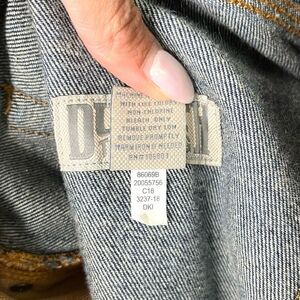 MACHINE
WITH LIKE COLORS
NON-CHLORINE
BLEACH ONLY
TUMBLE DRY LOW
REMOVE PROMPTLY
WARM IRON IF NEEDED
86069B
20055756
C18
3237-18
DKI